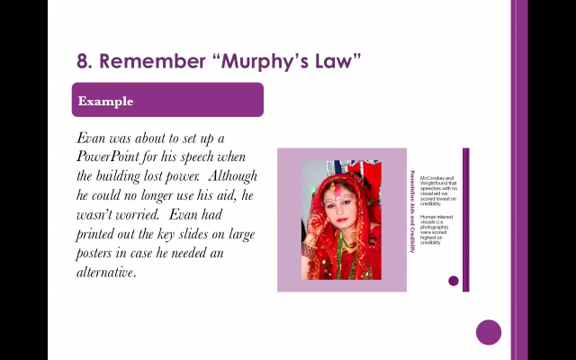 8. Remember “Murphy’s Law”
Example
Evan was about to set up a
PowerPoint for his speech when
the building lost power. Although
he could no longer use his aid, he
wasn’t worried. Evan had
printed out the key slides on large
posters in case he needed an
alternative.
Presentation Aids and Credibility
McCroskey and
Wright found that
speeches with no
visual aid we
scored lowest on
credibility.
Human interest
visuals (i.e.
photographs)
were scored
highest on
credibility